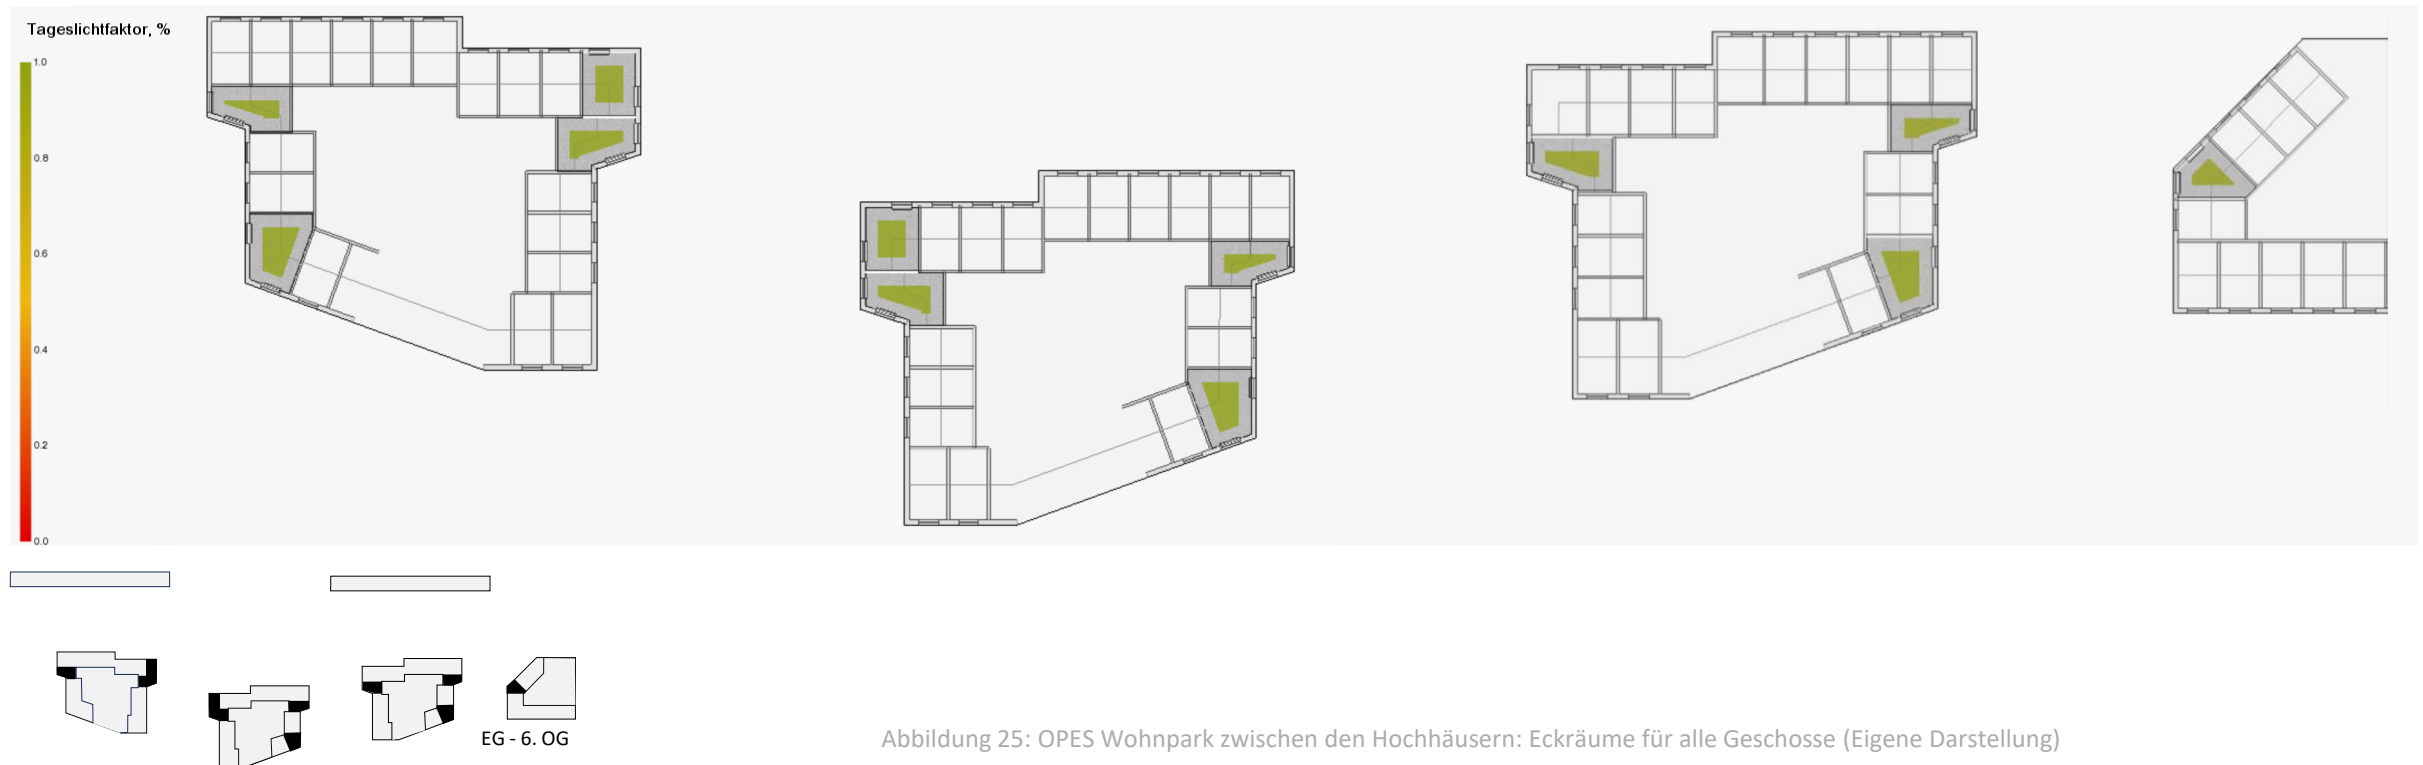 Tageslichtfaktor, %
1.0
0.8
0.6
0.4
0.2
0.0
EG - 6. OG
Abbildung 25: OPES Wohnpark zwischen den Hochhäusern: Eckräume für alle Geschosse (Eigene Darstellung)